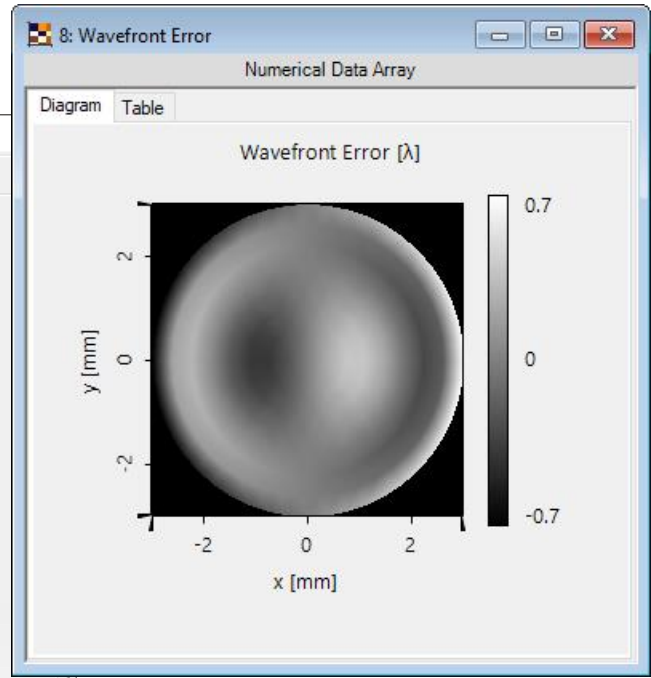 8: Wavefront Error
Numerical Data Array
Diagram Table
Wavefront Error [λ]
0.7
0
-0.7
y [mm]
2
0
-2
-2 0 2
x [mm]